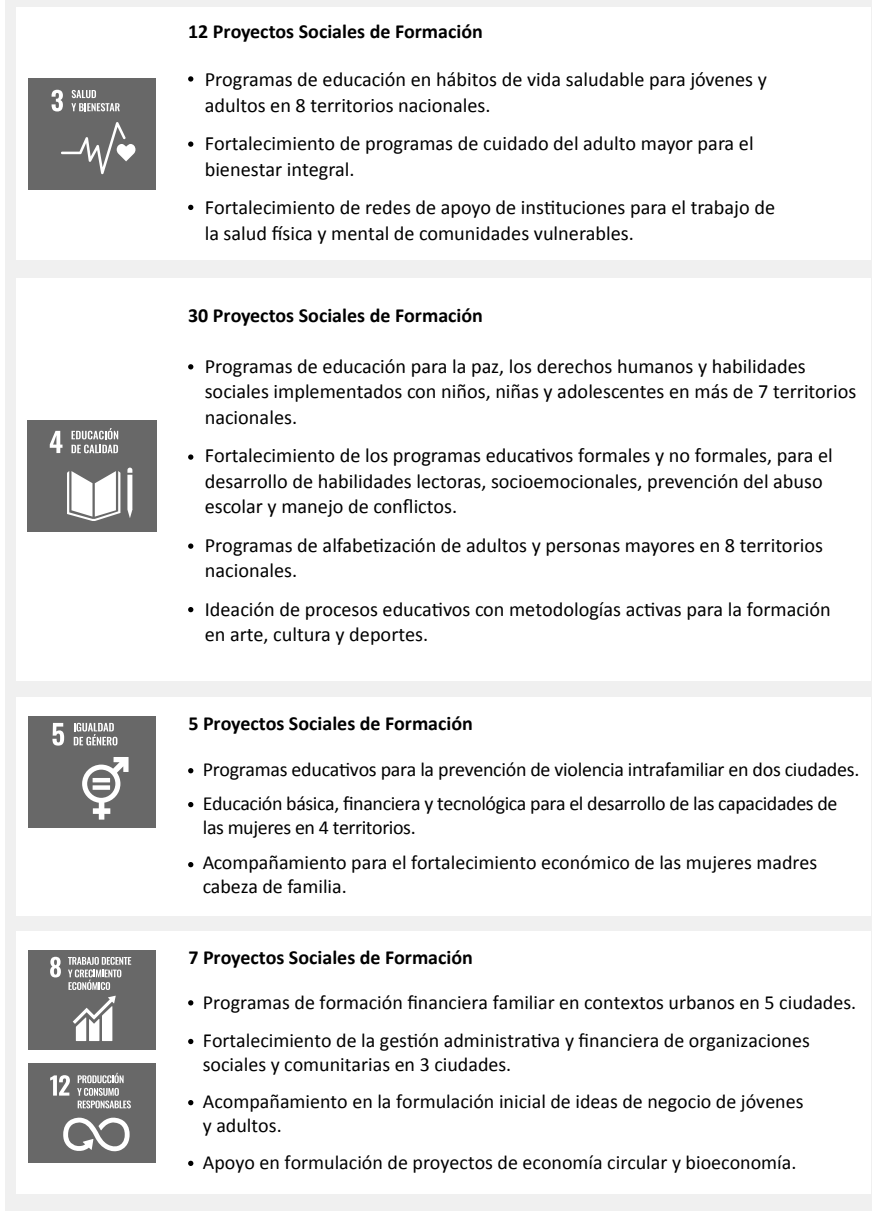 12 Proyectos Sociales de Formación
3 SALUD
Y BIENESTAR
• Programas de educación en hábitos de vida saludable para jóvenes y
adultos en 8 territorios nacionales.
• Fortalecimiento de programas de cuidado del adulto mayor para el
bienestar integral.
• Fortalecimiento de redes de apoyo de instituciones para el trabajo de
la salud física y mental de comunidades vulnerables.
30 Proyectos Sociales de Formación
4 EDUCACIÓN
DE CALIDAD
• Programas de educación para la paz, los derechos humanos y habilidades
sociales implementados con niños, niñas y adolescentes en más de 7 territorios
nacionales.
• Fortalecimiento de los programas educativos formales y no formales, para el
desarrollo de habilidades lectoras, socioemocionales, prevención del abuso
escolar y manejo de conflictos.
• Programas de alfabetización de adultos y personas mayores en 8 territorios
nacionales.
• Ideación de procesos educativos con metodologías activas para la formación
en arte, cultura y deportes.
5 IGUALDAD
DE GÉNERO
5 Proyectos Sociales de Formación
• Programas educativos para la prevención de violencia intrafamiliar en dos ciudades.
• Educación básica, financiera y tecnológica para el desarrollo de las capacidades de
las mujeres en 4 territorios.
• Acompañamiento para el fortalecimiento económico de las mujeres madres
cabeza de familia.
8 TRABAJO DECENTE
Y CRECIMIENTO
ECONÓMICO
12 PRODUCCIÓN
Y CONSUMO
RESPONSABLES
7 Proyectos Sociales de Formación
• Programas de formación financiera familiar en contextos urbanos en 5 ciudades.
• Fortalecimiento de la gestión administrativa y financiera de organizaciones
sociales y comunitarias en 3 ciudades.
• Acompañamiento en la formulación inicial de ideas de negocio de jóvenes
y adultos.
• Apoyo en formulación de proyectos de economía circular y bioeconomía.